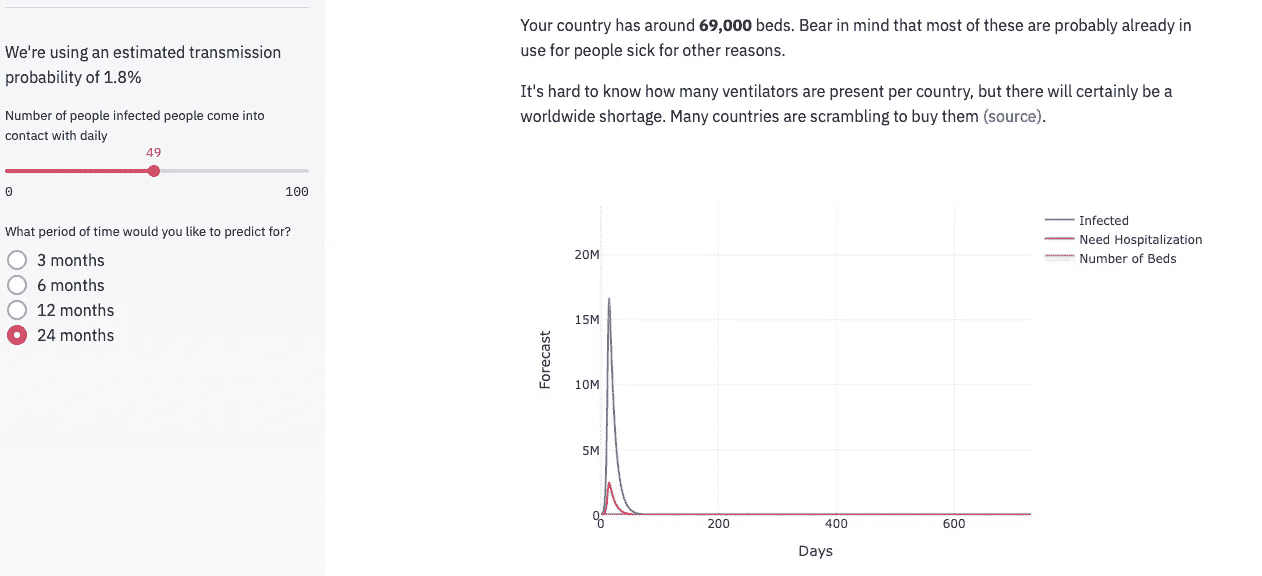 We're using an estimated transmission
probability of 1.8%
Number of people infected people come into
contact with daily
49
0 100
What period of time would you like to predict for?
3 months
6 months
12 months
24 months
Your country has around 69,000 beds. Bear in mind that most of these are probably already in
use for people sick for other reasons.
It's hard to know how many ventilators are present per country, but there will certainly be a
worldwide shortage. Many countries are scrambling to buy them (source).
Infected
Need Hospitalization
Number of Beds
Forecast
20M
15M
10M
5M
0
0 200 400 600
Days